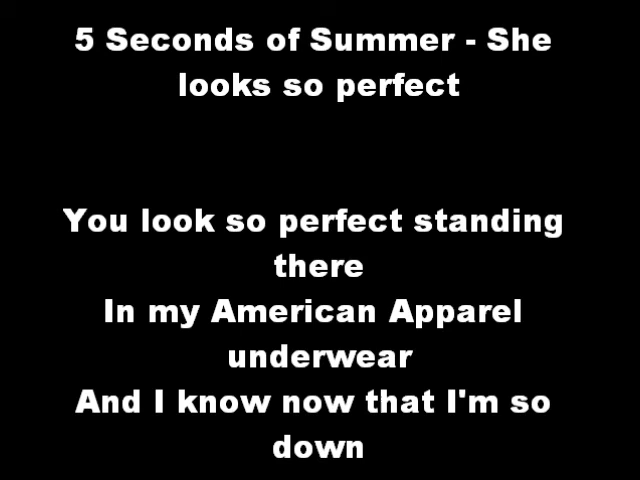 5 Seconds of Summer - She
looks so perfect
You look so perfect standing
there
In my American Apparel
underwear
And I know now that I'm so
down